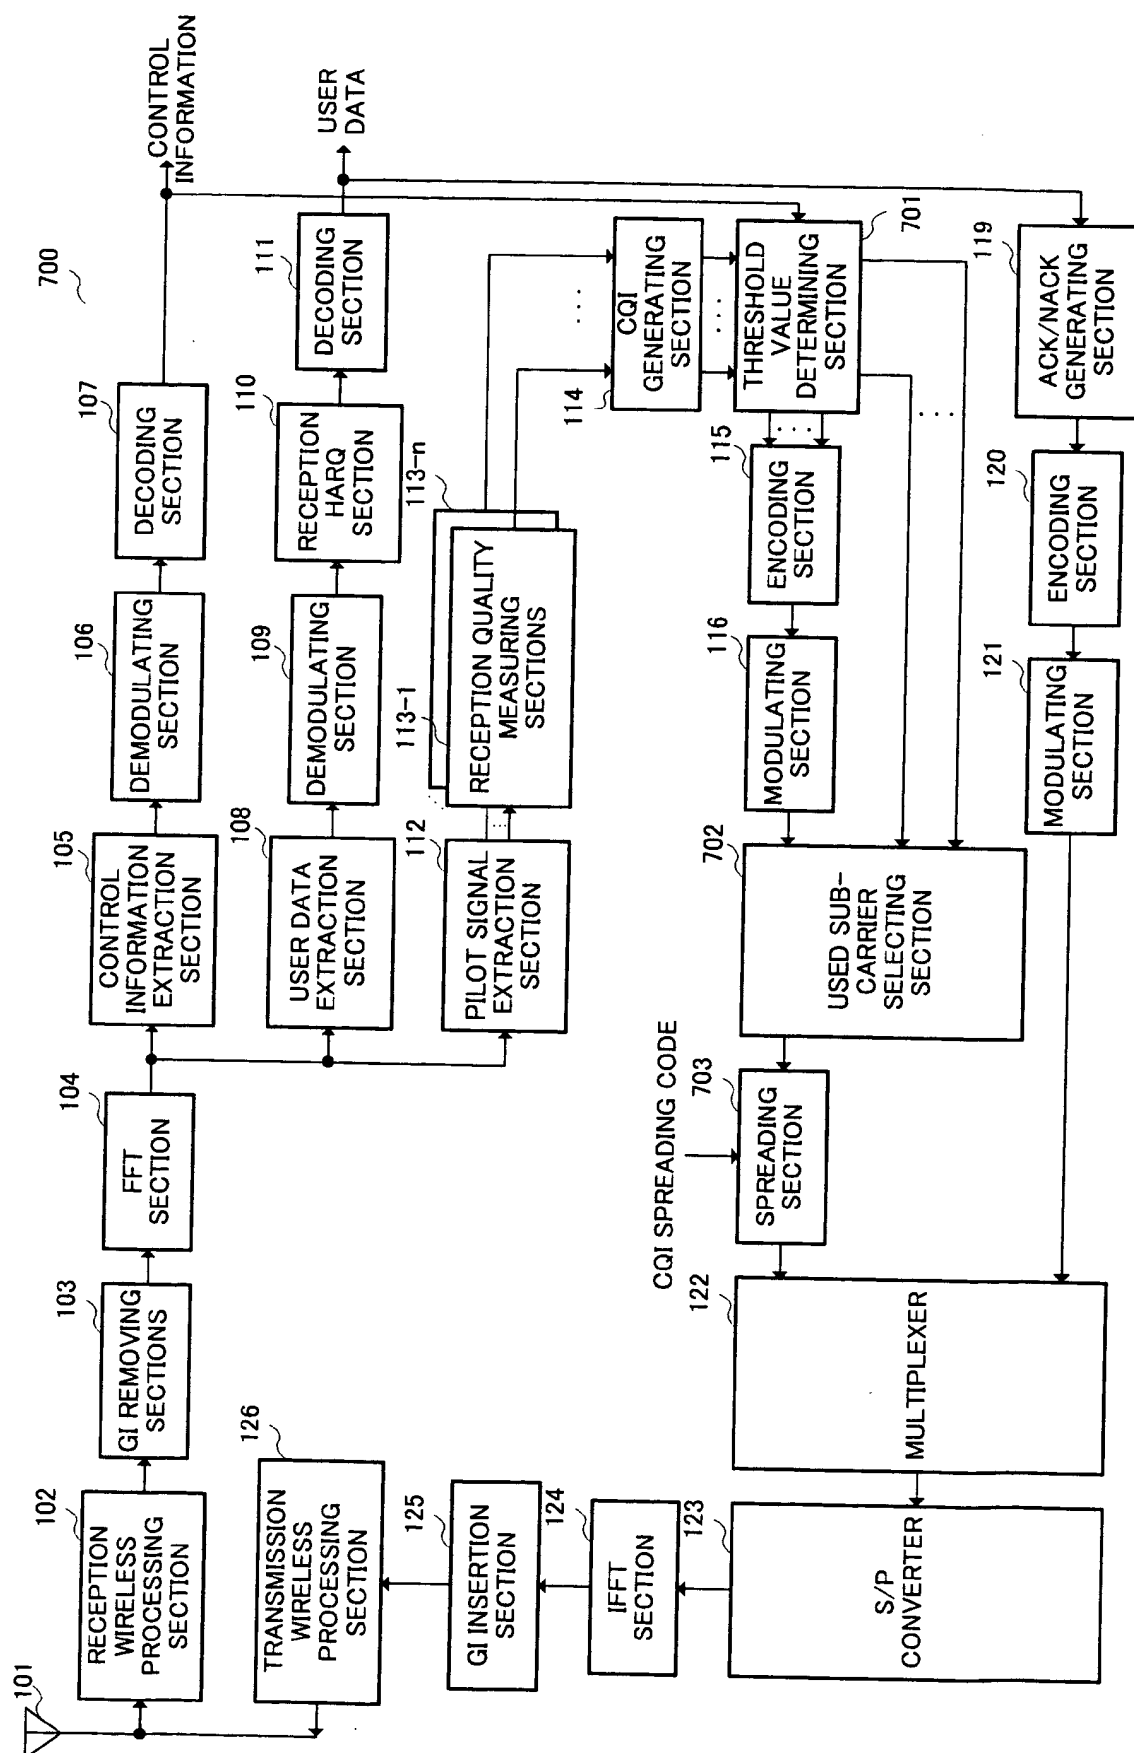 700
101
102
RECEPTION
WIRELESS
PROCESSING
SECTION
103
GI REMOVING
SECTIONS
104
FFT
SECTION
105
CONTROL
INFORMATION
EXTRACTION
SECTION
106
DEMODULATING
SECTION
107
DECODING
SECTION
CONTROL
INFORMATION
108
USER DATA
EXTRACTION
SECTION
109
DEMODULATING
SECTION
110
RECEPTION
HARQ
SECTION
111
DECODING
SECTION
USER
DATA
112
PILOT SIGNAL
EXTRACTION
SECTION
113-1
113-n
RECEPTION QUALITY
MEASURING
SECTIONS
114
CQI
GENERATING
SECTION
701
THRESHOLD
VALUE
DETERMINING
SECTION
115
ENCODING
SECTION
116
MODULATING
SECTION
702
USED SUB-
CARRIER
SELECTING
SECTION
CQI SPREADING CODE
703
SPREADING
SECTION
119
ACK/NACK
GENERATING
SECTION
120
ENCODING
SECTION
121
MODULATING
SECTION
122
MULTIPLEXER
123
S/P
CONVERTER
124
IFFT
SECTION
125
GI INSERTION
SECTION
126
TRANSMISSION
WIRELESS
PROCESSING
SECTION